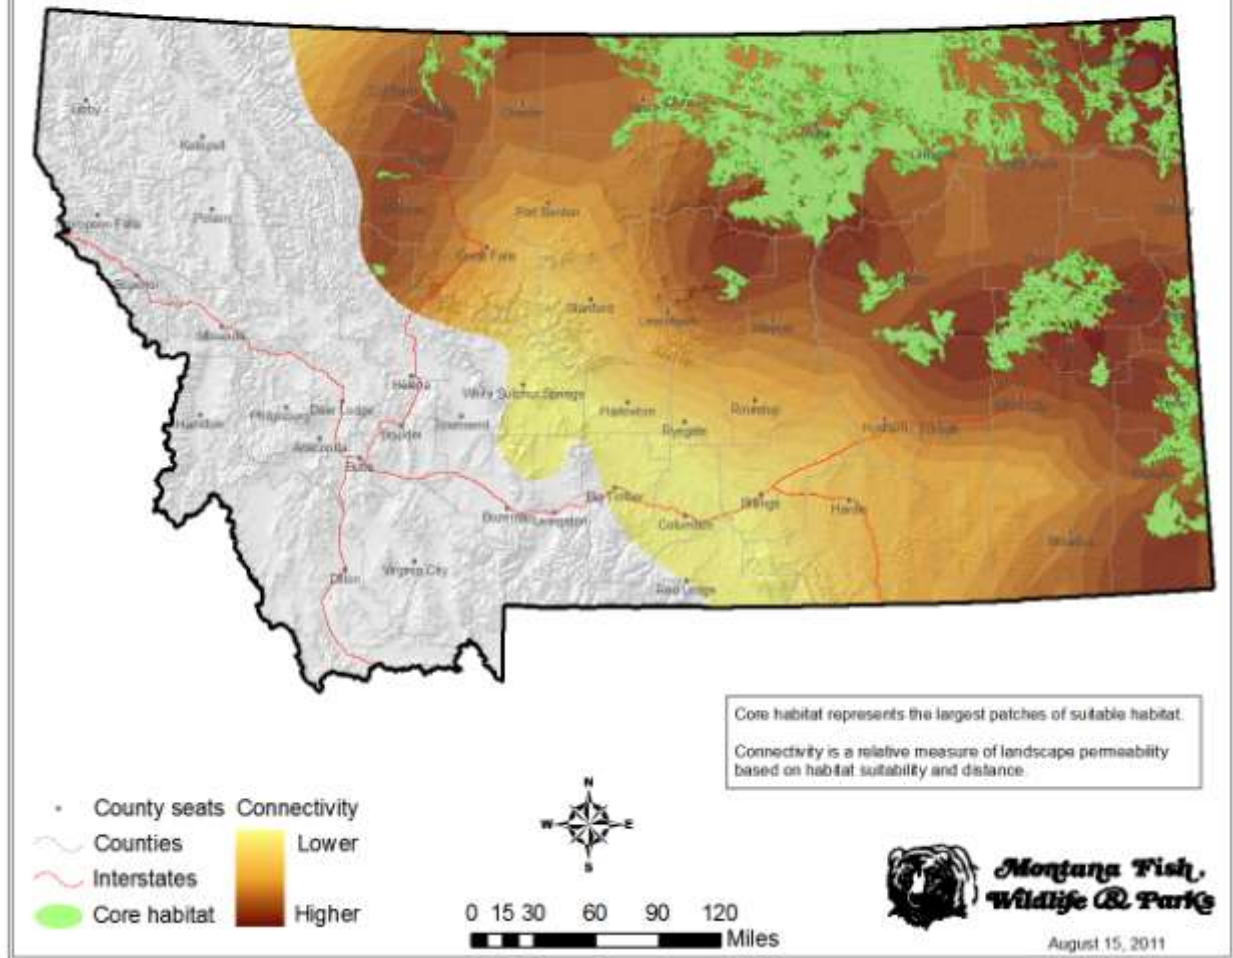 Libby
Kalispell
Chester
Polson
Fort Benton
Great Falls
Superior
Missoula
Stanford
Lewistown
Helena
White Sulphur Springs
Hamilton
Philipsburg
Deer Lodge
Townsend
Boulder
Anaconda
Butte
Harlowton
Ryegate
Roundup
Bozeman
Livingston
Big Timber
Columbus
Billings
Hardin
Dillon
Virginia City
Red Lodge
Core habitat represents the largest patches of suitable habitat.
Connectivity is a relative measure of landscape permeability
based on habitat suitability and distance.
County seats
Counties
Interstates
Core habitat
Connectivity
Lower
Higher
N
W E
S
0 15 30 60 90 120
Miles
Montana Fish,
Wildlife & Parks
August 15, 2011